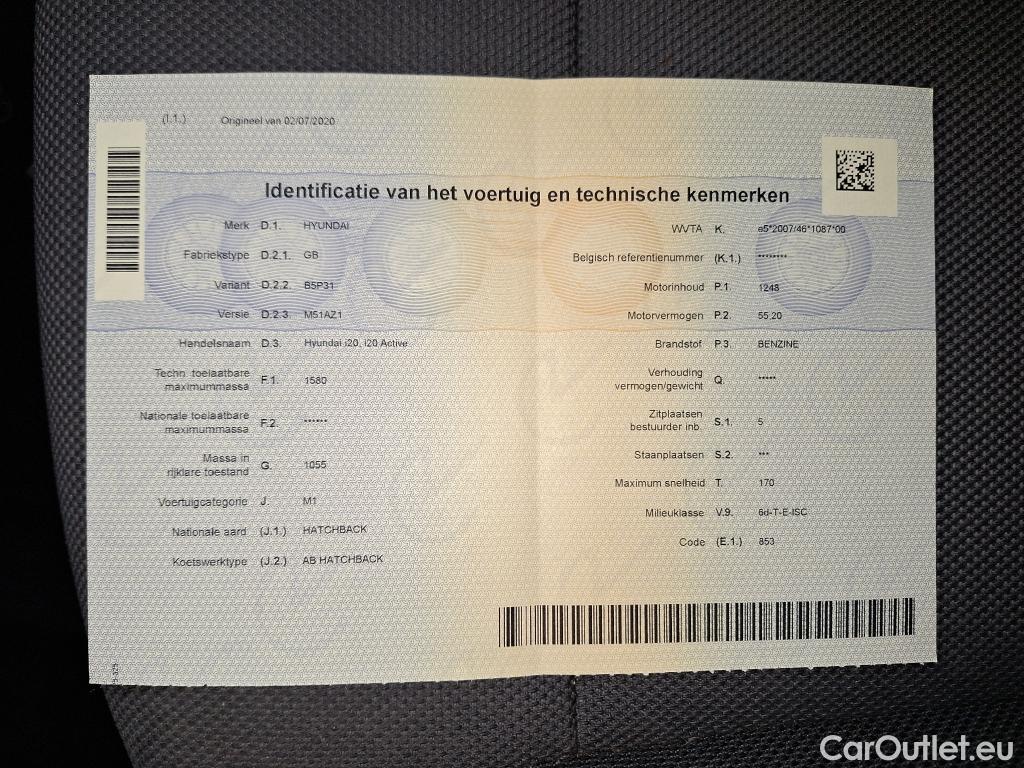 (I.1.) Origineel van 02/07/2020
Identificatie van het voertuig en technische kenmerken
Merk D.1. HYUNDAI
Fabriekstype D.2.1. GB
Variant D.2.2. B5P31
Versie D.2.3. M51AZ1
Handelsnaam D.3. Hyundai i20, i20 Active
Techn. toelaatbare
maximummassa F.1. 1580
Nationale toelaatbare
maximummassa F.2. ******
Massa in
rijklare toestand G. 1055
Voertuigcategorie J. M1
Nationale aard (J.1.) HATCHBACK
Koetswerktype (J.2.) AB HATCHBACK
WVTA K. e5*2007/46*1087*00
Belgisch referentienummer (K.1.) ********
Motorinhoud P.1. 1248
Motorvermogen P.2. 55.20
Brandstof P.3. BENZINE
Verhouding
vermogen/gewicht Q. *****
Zitplaatsen
bestuurder inb. S.1. 5
Staanplaatsen S.2. ***
Maximum snelheid T. 170
Milieuklasse V.9. 6d-T-E-ISC
Code (E.1.) 853
CarOutlet.eu